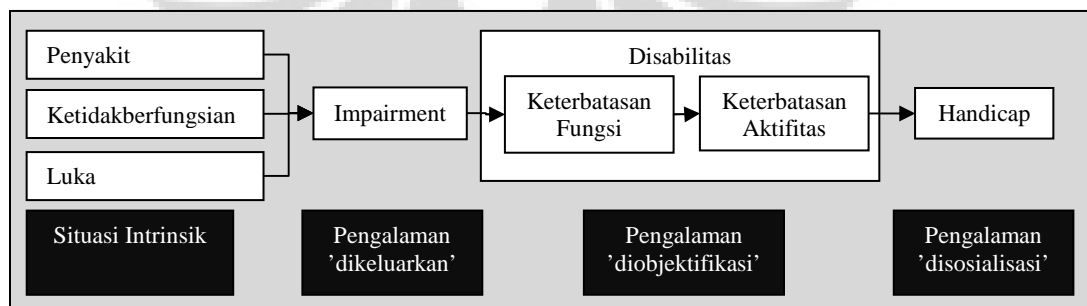 Penyakit
Ketidakberfungsian
Luka
Impairment
Disabilitas
Keterbatasan
Fungsi
Keterbatasan
Aktifitas
Handicap
Situasi Intrinsik
Pengalaman
’dikeluarkan’
Pengalaman
’diobjektifikasi’
Pengalaman
’disosialisasi’